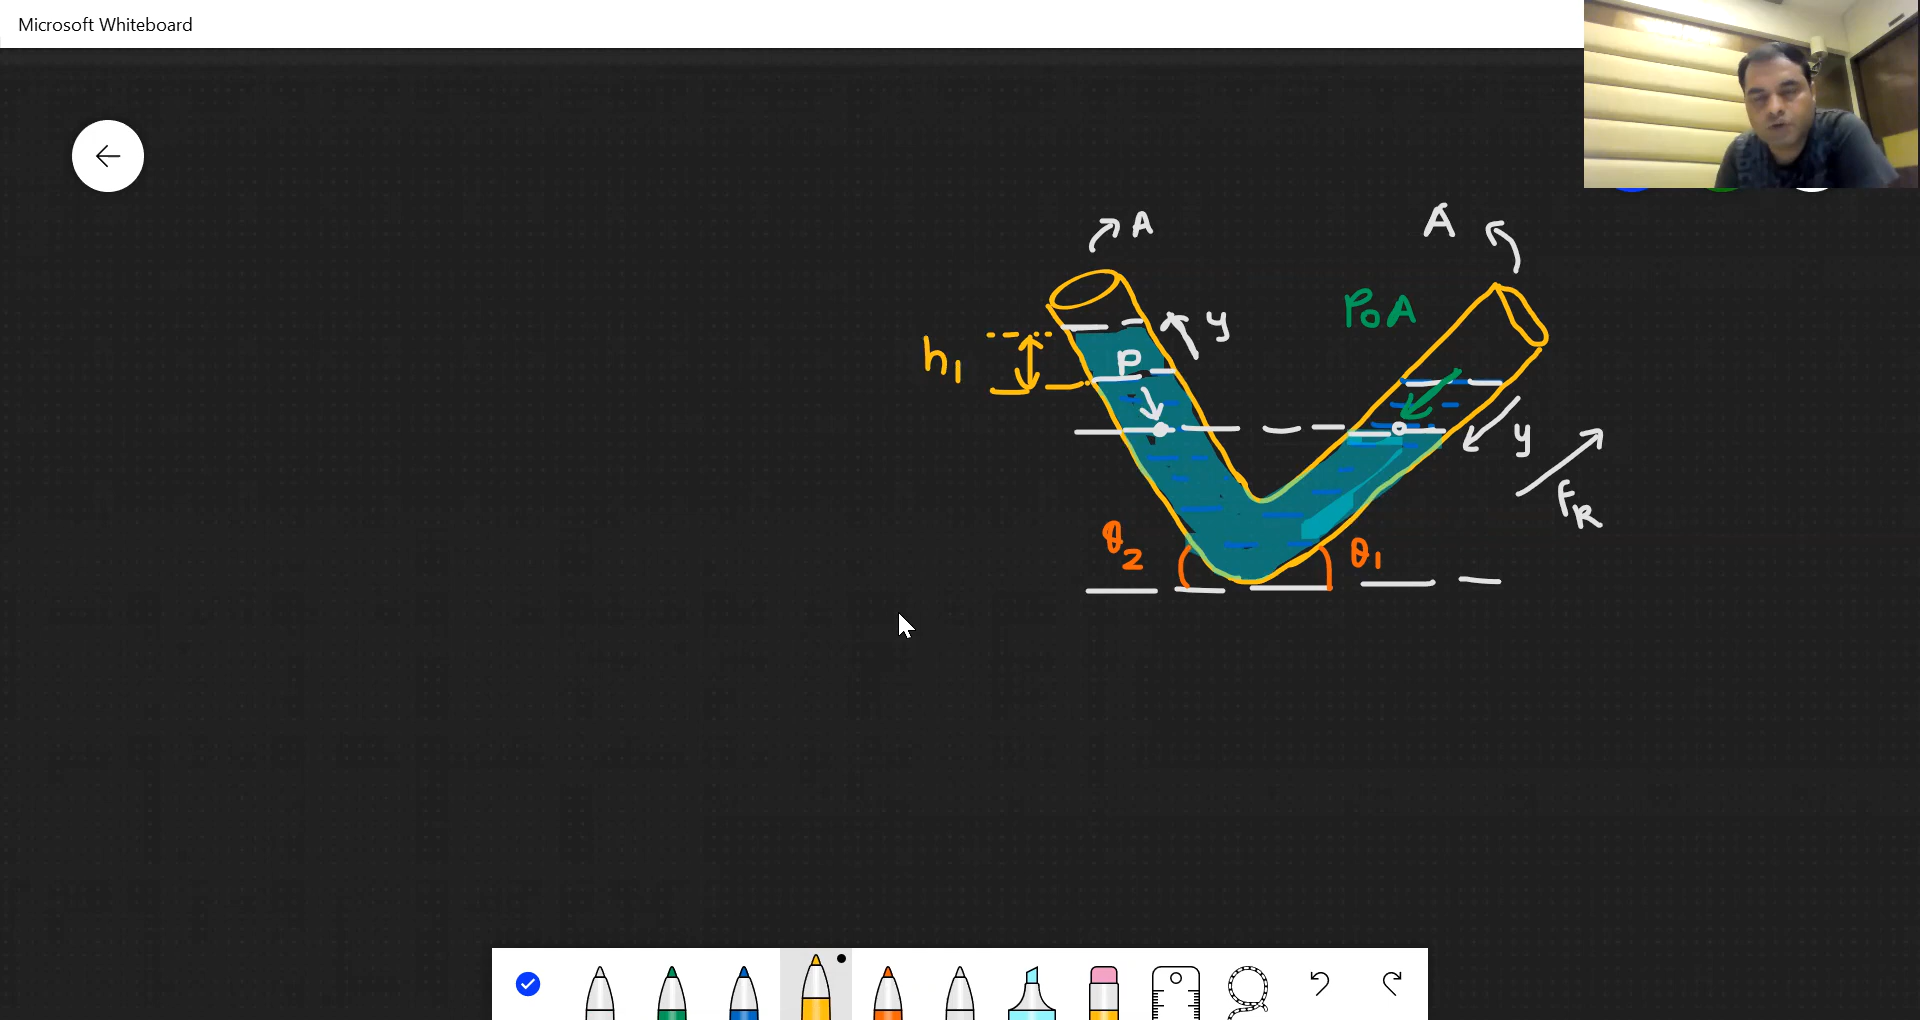 Microsoft Whiteboard
A
A
P₀A
y
h₁
P
y
F_R
θ₂
θ₁